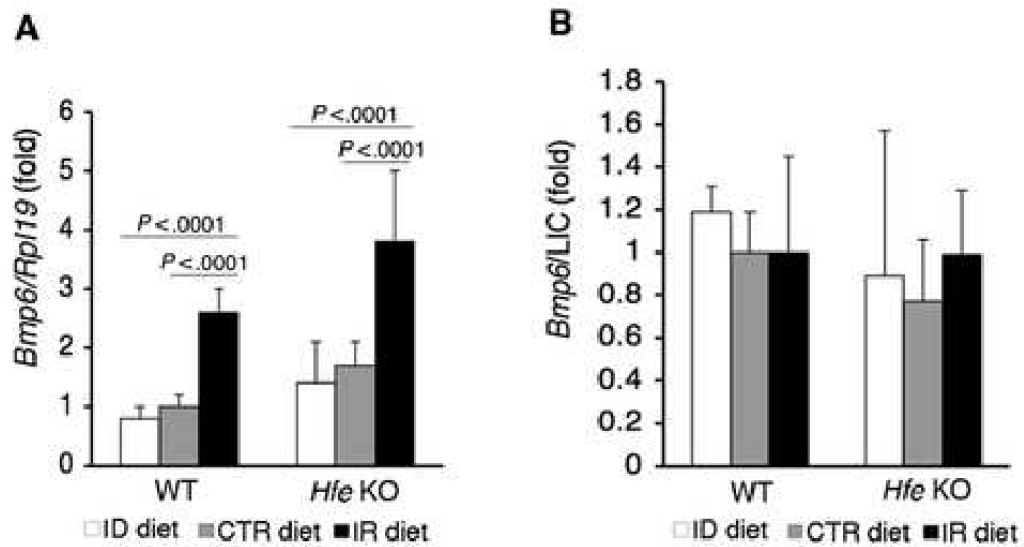 A
Bmp6/Rpl19 (fold)
6
5
4
3
2
1
0
P<.0001
P<.0001
P<.0001
P<.0001
WT
Hfe KO
ID diet CTR diet IR diet
B
Bmp6/LIC (fold)
1.8
1.6
1.4
1.2
1
0.8
0.6
0.4
0.2
0
WT
Hfe KO
ID diet CTR diet IR diet